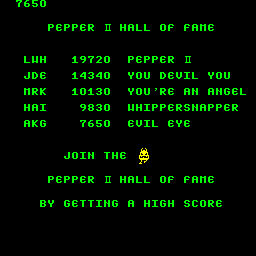 7650
PEPPER II HALL OF FAME
LWH 19720 PEPPER II
JDE 14340 YOU DEVIL YOU
MRK 10130 YOU'RE AN ANGEL
HAI 9830 WHIPPERSNAPPER
AKG 7650 EVIL EYE
JOIN THE
PEPPER II HALL OF FAME
BY GETTING A HIGH SCORE